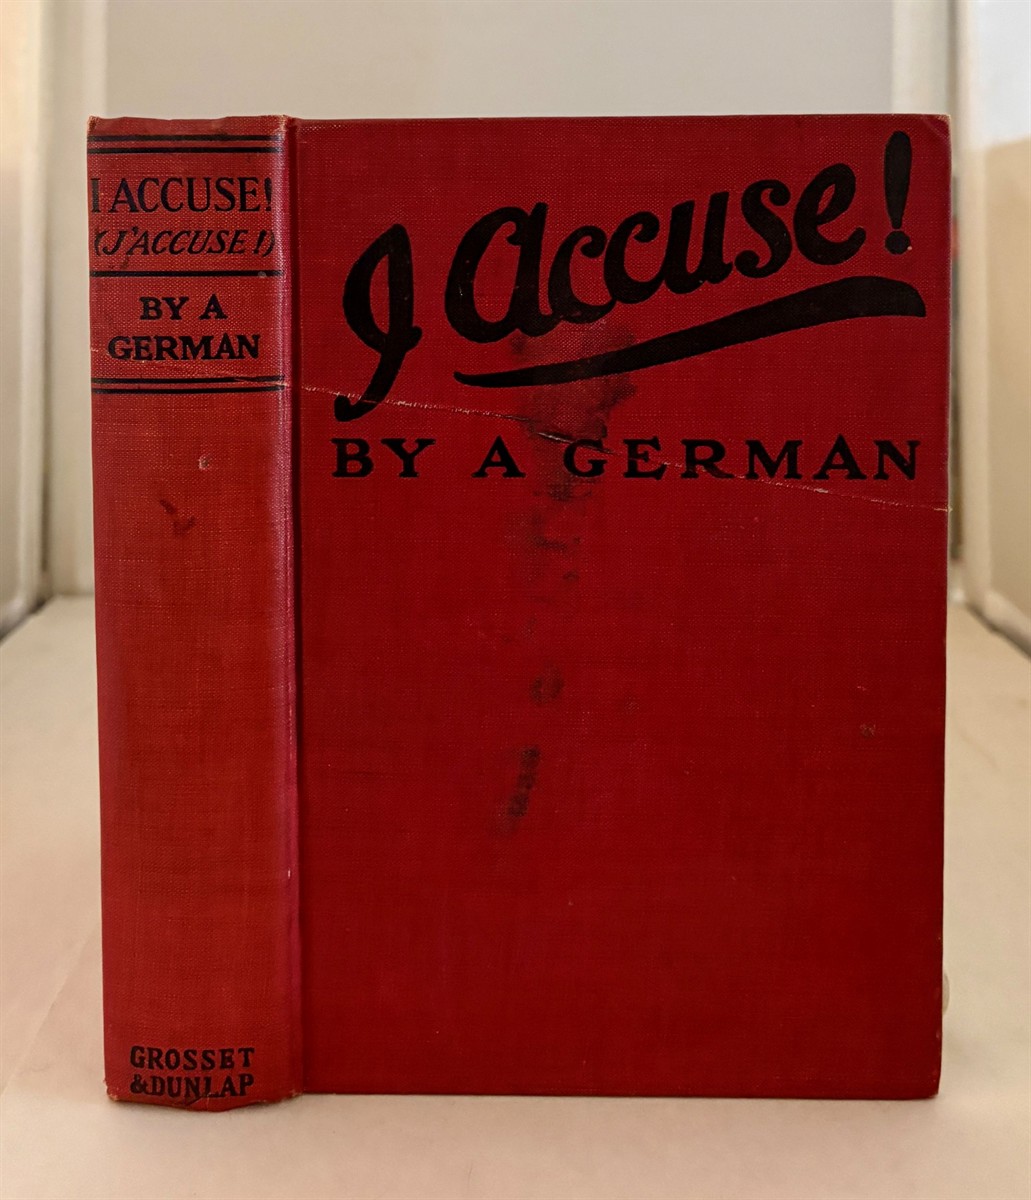 I ACCUSE!
(J'ACCUSE!)
BY A
GERMAN
GROSSET
&DUNLAP
I Accuse!
BY A GERMAN